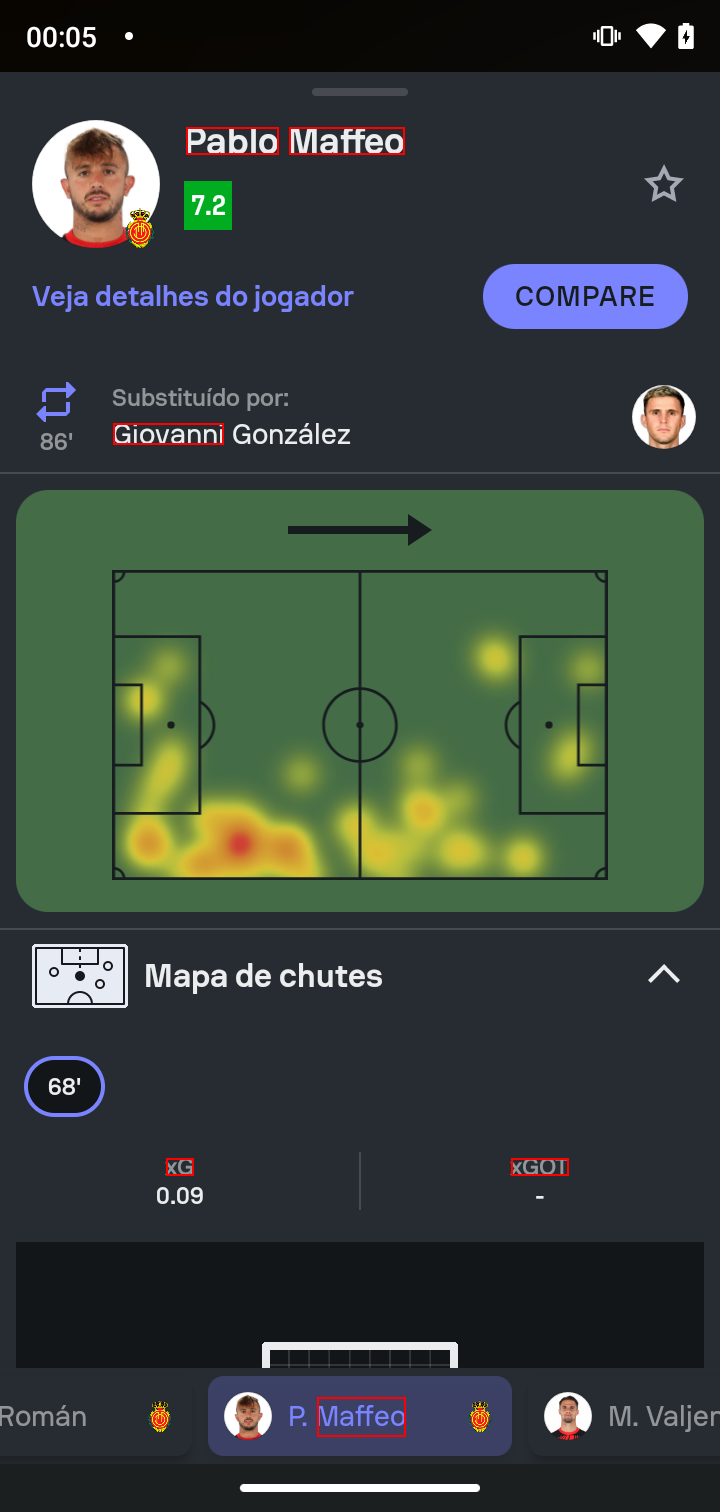 00:05
Pablo Maffeo
7.2
Veja detalhes do jogador
COMPARE
Substituído por:
86'
Giovanni González
Mapa de chutes
68'
xG
xGOT
0.09
-
Román
P. Maffeo
M. Valjen